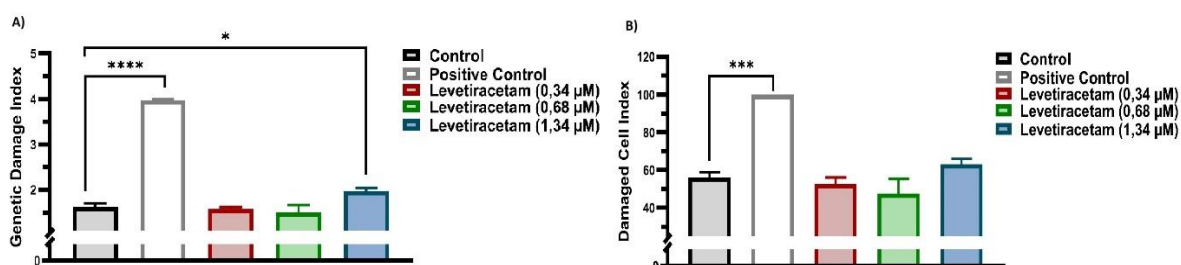 A)
Genetic Damage Index
5
4
3
2
0
*
****
Control
Positive Control
Levetiracetam (0,34 µM)
Levetiracetam (0,68 µM)
Levetiracetam (1,34 µM)
B)
Damaged Cell Index
120
100
80
60
40
0
***
Control
Positive Control
Levetiracetam (0,34 µM)
Levetiracetam (0,68 µM)
Levetiracetam (1,34 µM)